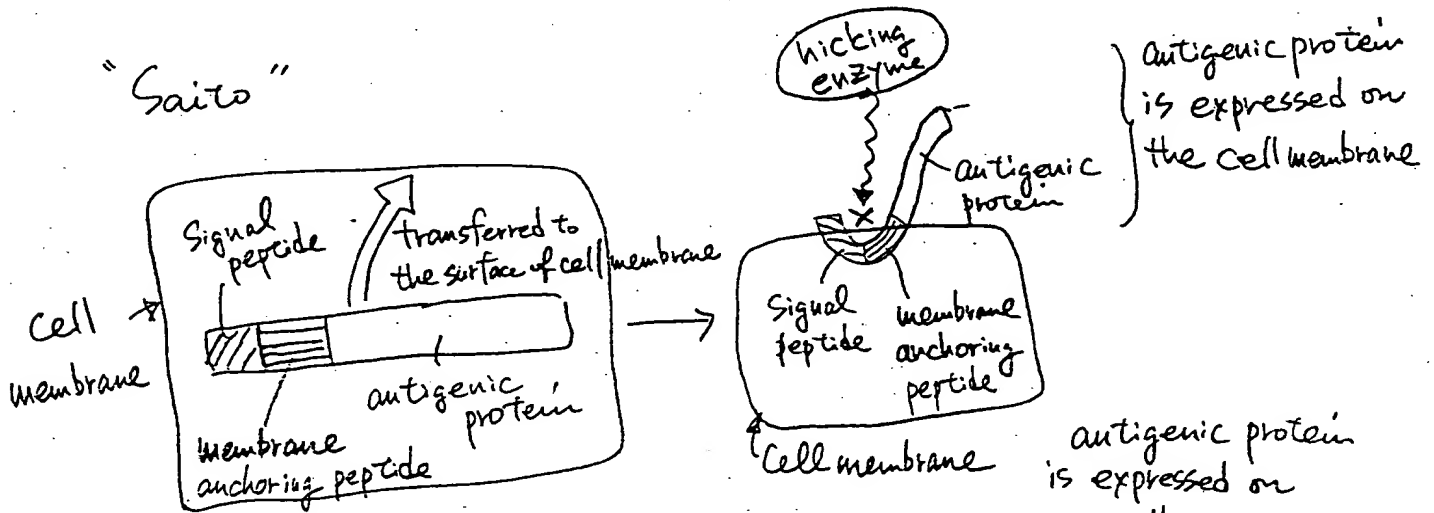 "Saito"
nicking
enzyme
antigenic protein
is expressed on
the cell membrane
antigenic
protein
Signal
peptide
transferred to
the surface of cell membrane
cell
membrane
antigenic
protein
membrane
anchoring peptide
Signal
peptide
membrane
anchoring
peptide
Cell membrane
antigenic protein
is expressed on